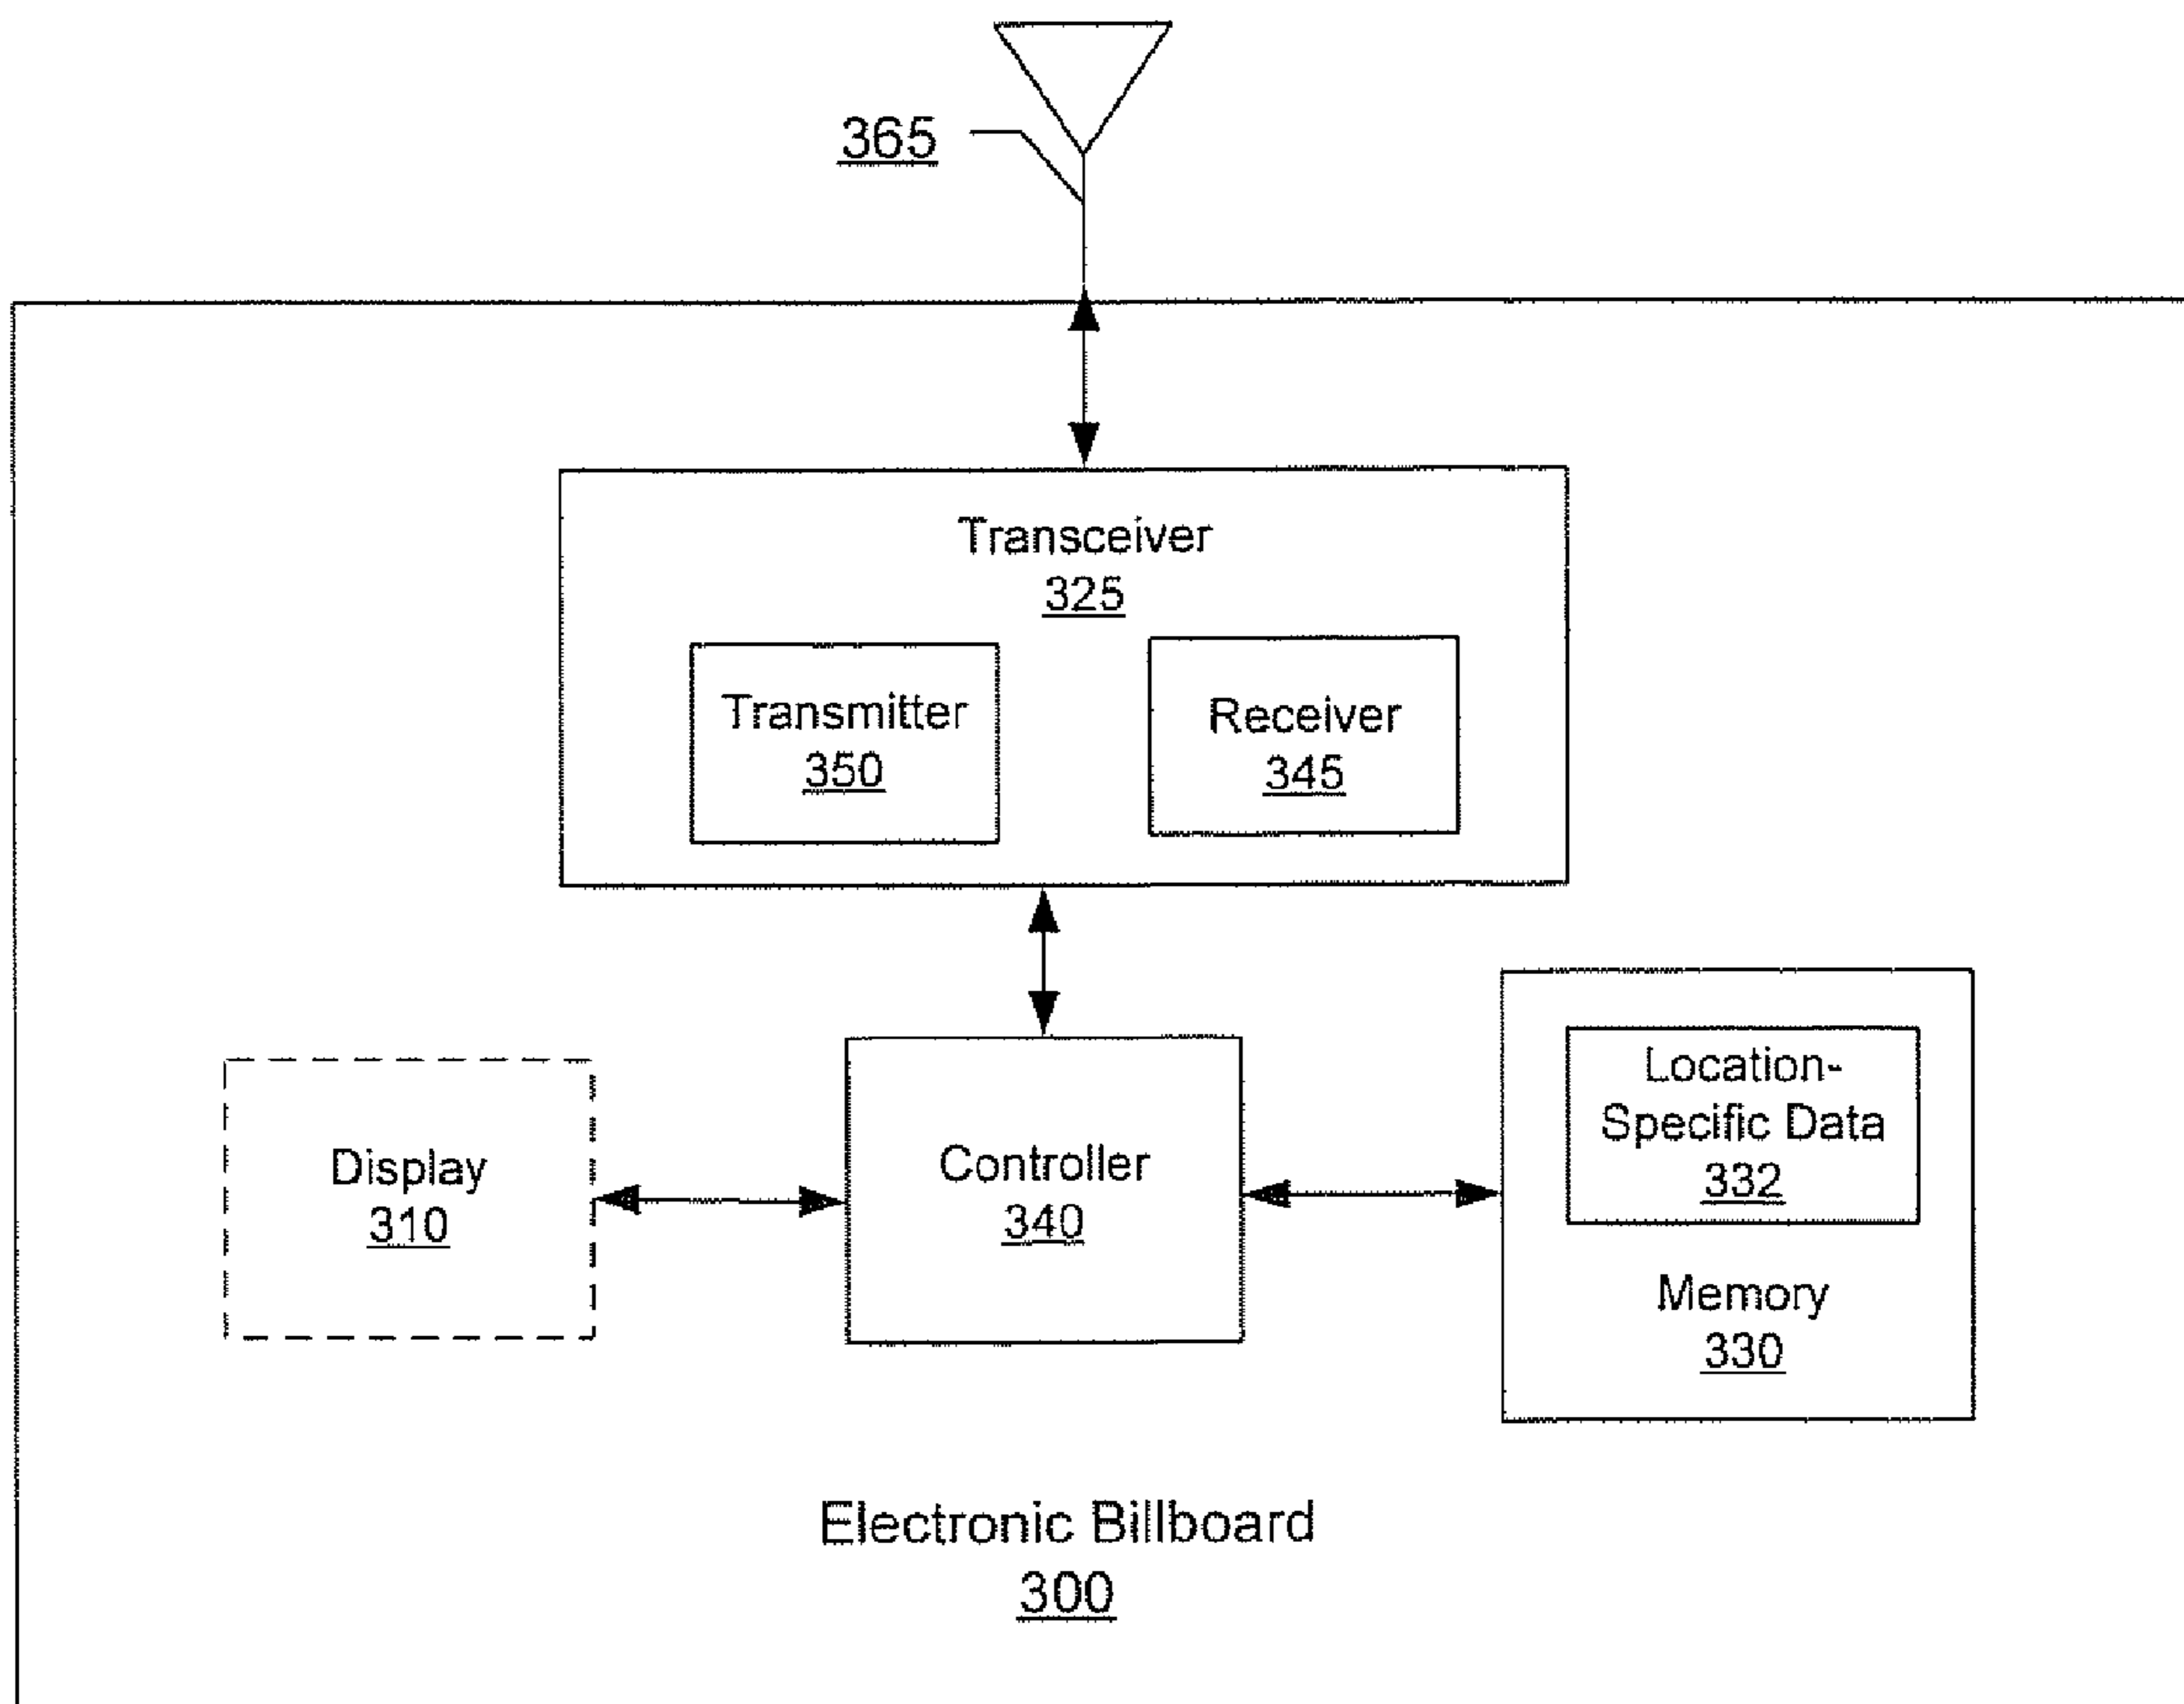 365
Transceiver
325
Transmitter
350
Receiver
345
Display
310
Controller
340
Location-
Specific Data
332
Memory
330
Electronic Billboard
300